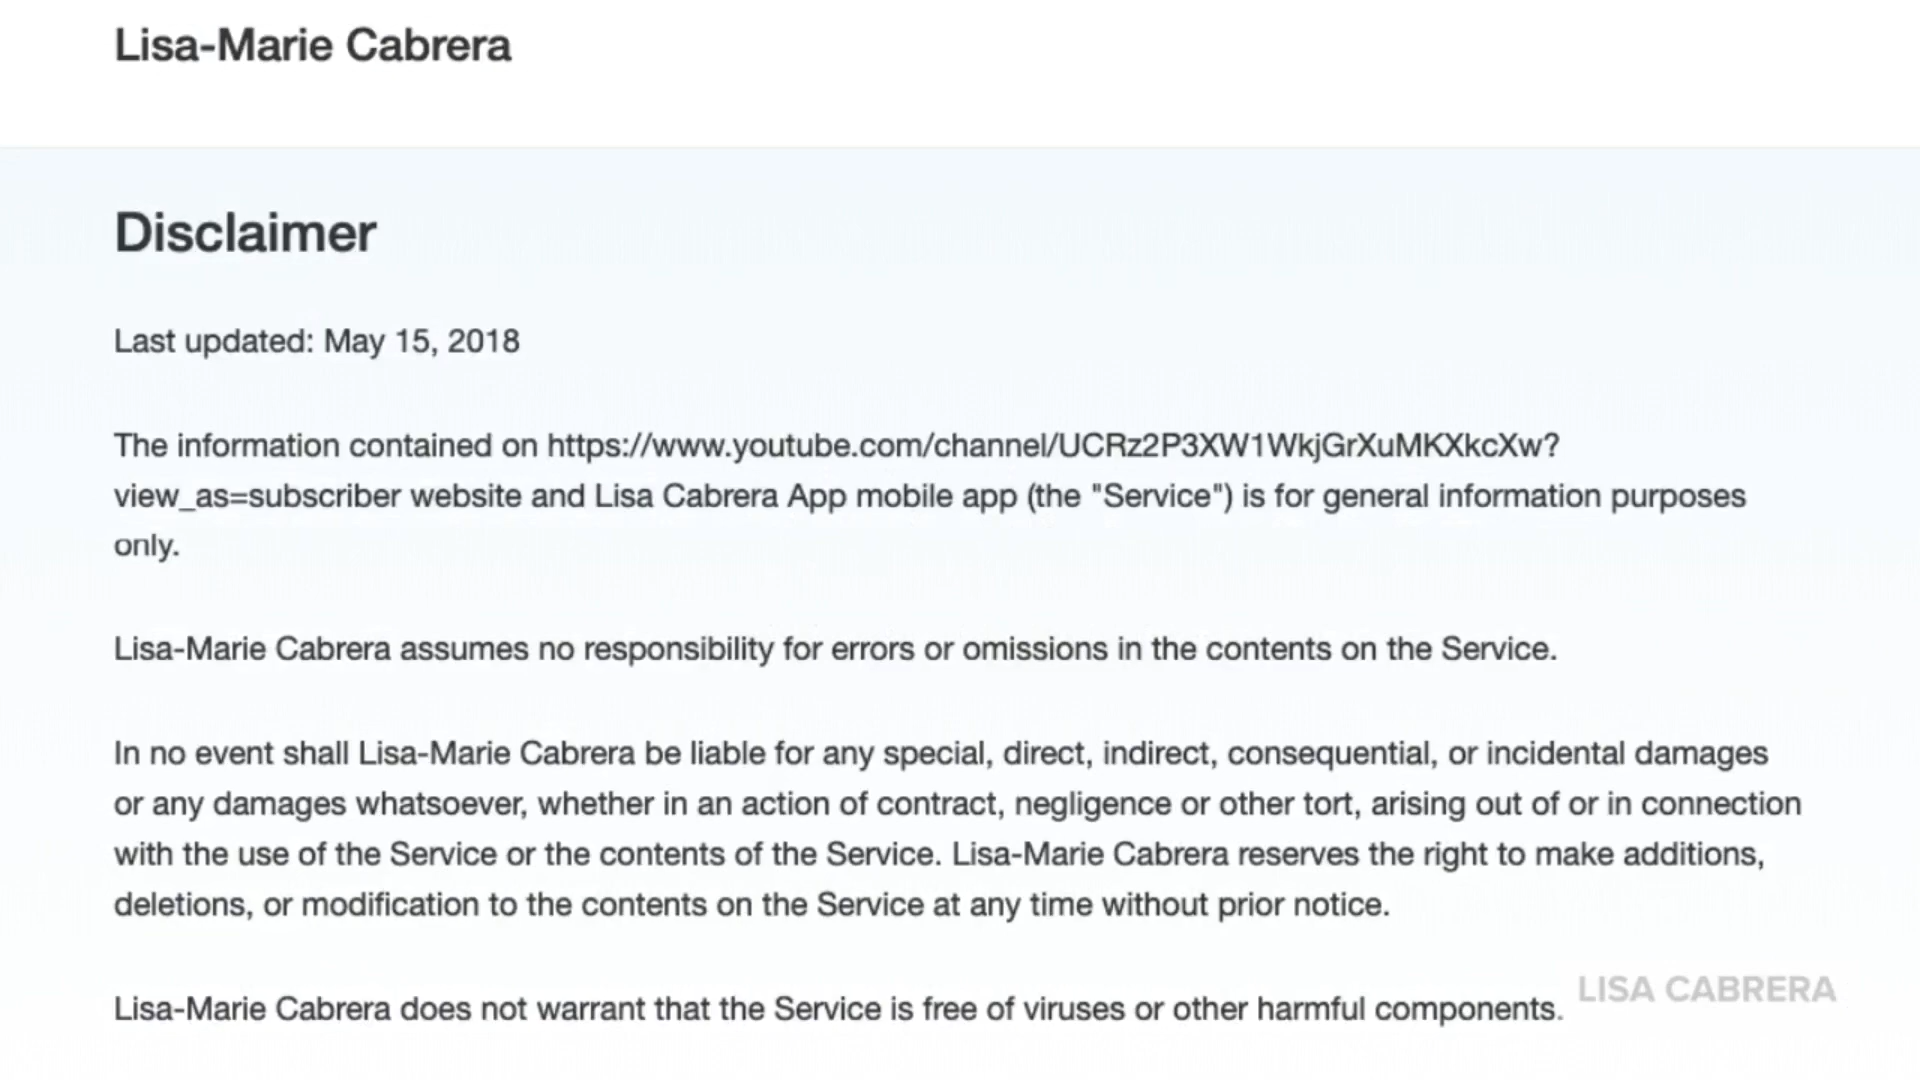 Lisa-Marie Cabrera
Disclaimer
Last updated: May 15, 2018
The information contained on https://www.youtube.com/channel/UCRz2P3XW1WkjGrXuMKXkcXw?
view_as=subscriber website and Lisa Cabrera App mobile app (the "Service") is for general information purposes
only.
Lisa-Marie Cabrera assumes no responsibility for errors or omissions in the contents on the Service.
In no event shall Lisa-Marie Cabrera be liable for any special, direct, indirect, consequential, or incidental damages
or any damages whatsoever, whether in an action of contract, negligence or other tort, arising out of or in connection
with the use of the Service or the contents of the Service. Lisa-Marie Cabrera reserves the right to make additions,
deletions, or modification to the contents on the Service at any time without prior notice.
Lisa-Marie Cabrera does not warrant that the Service is free of viruses or other harmful components.
LISA CABRERA